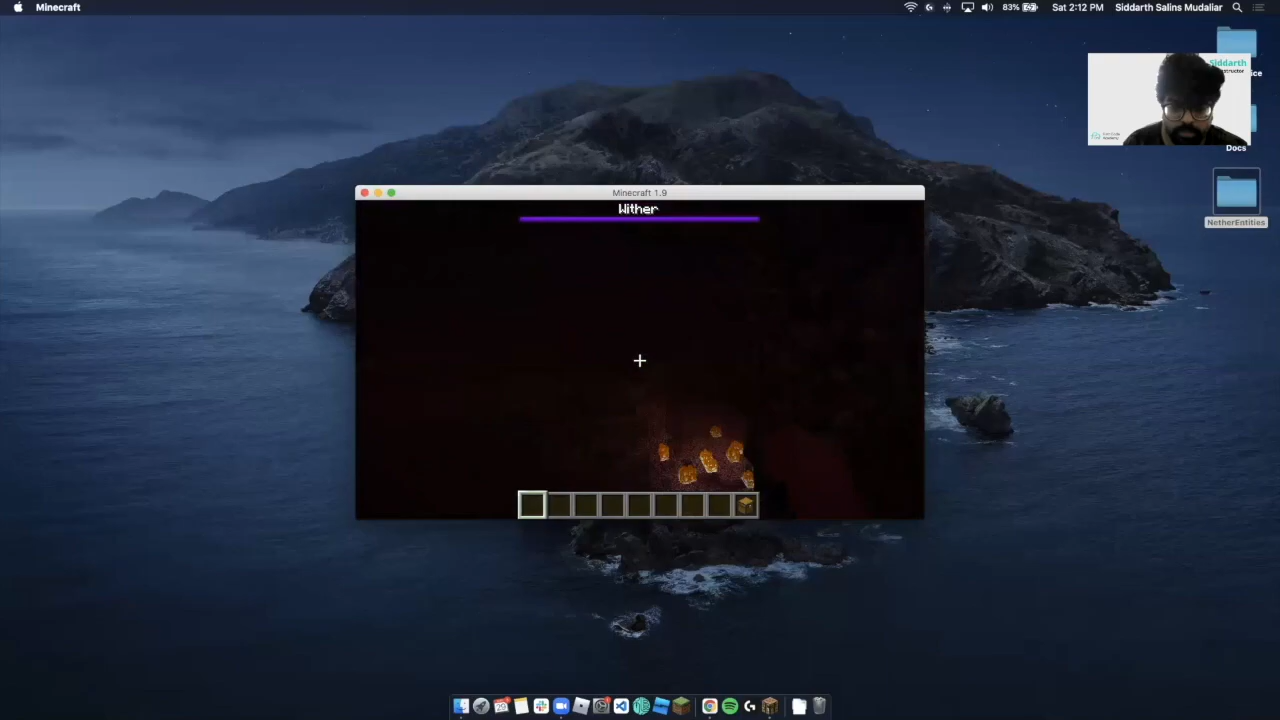 Minecraft
83%
Sat 2:12 PM
Siddarth Salins Mudaliar
Siddarth
Docs
NetherEntities
Minecraft 1.9
Wither